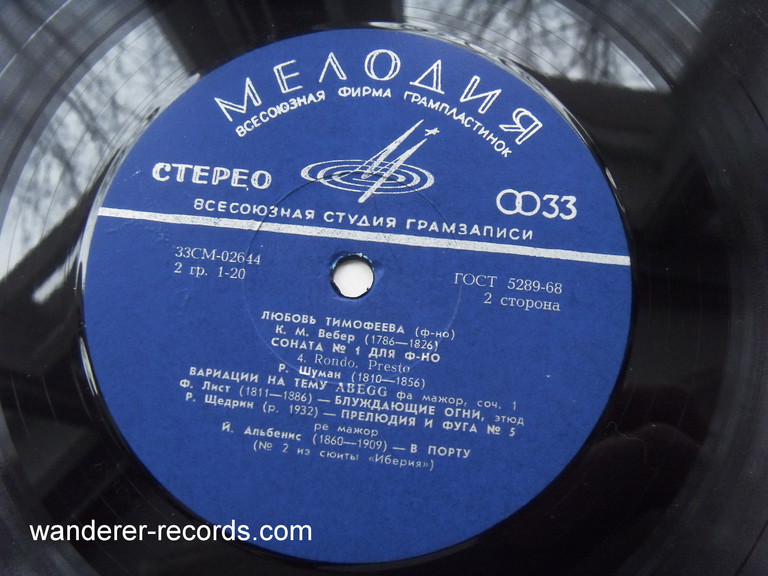 МЕЛОДИЯ
ВСЕСОЮЗНАЯ ФИРМА ГРАМПЛАСТИНОК
СТЕРЕО
33
ВСЕСОЮЗНАЯ СТУДИЯ ГРАМЗАПИСИ
33СМ-02644
2 гр. 1-20
ГОСТ 5289-68
2 сторона
ЛЮБОВЬ ТИМОФЕЕВА (ф-но)
К. М. Вебер (1786—1826)
СОНАТА № 1 ДЛЯ Ф-НО
4. Rondo. Presto
Р. Шуман (1810—1856)
ВАРИАЦИИ НА ТЕМУ ABEGG фа мажор, соч. 1
Ф. Лист (1811—1886) — БЛУЖДАЮЩИЕ ОГНИ, этюд
Р. Щедрин (р. 1932) — ПРЕЛЮДИЯ И ФУГА № 5
ре мажор
Й. Альбенис (1860—1909) — В ПОРТУ
(№ 2 из сюиты «Иберия»)
wanderer-records.com